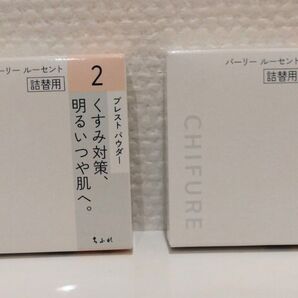 ーリー ルーセント
詰替用
2
プレスト パウダー
くすみ対策、
明るいつや肌へ。
ちふれ
パーリー ルーセント
詰替用
CHIFURE